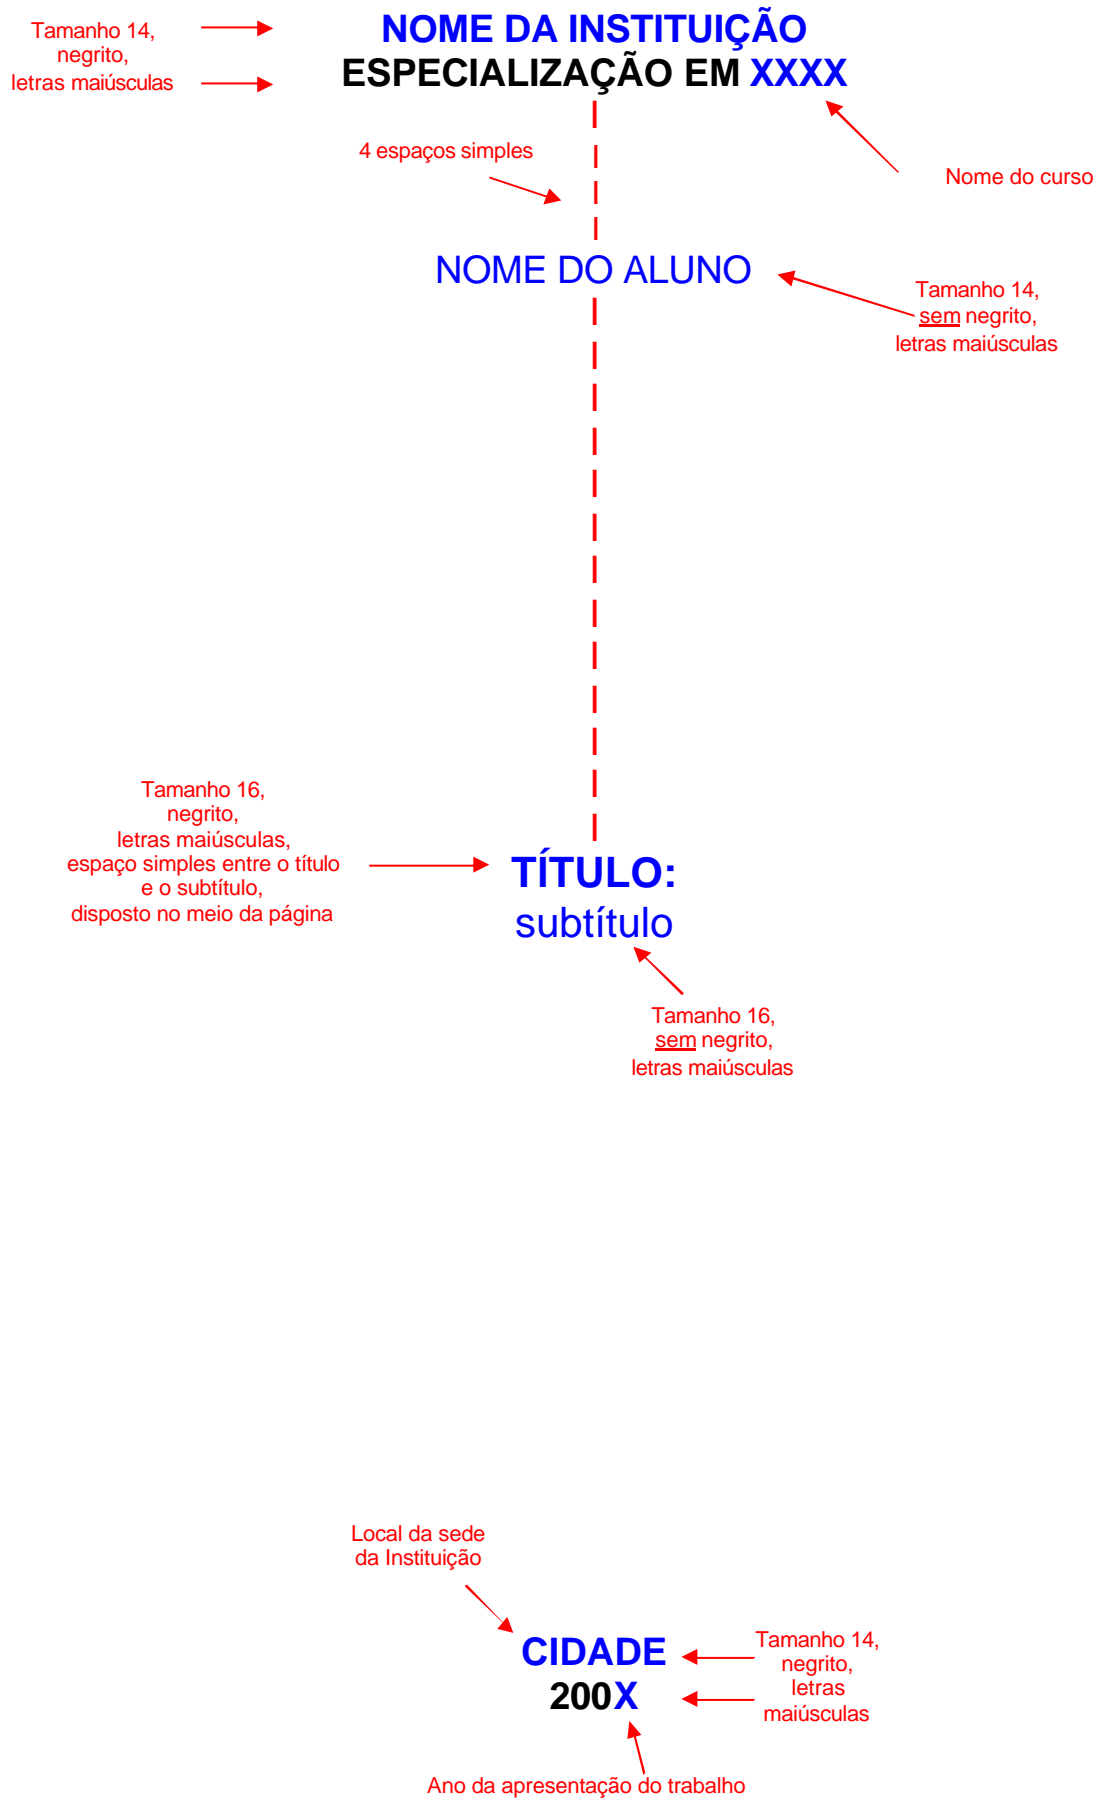 Tamanho 14,
negrito,
letras maiúsculas
NOME DA INSTITUIÇÃO
ESPECIALIZAÇÃO EM XXXX
4 espaços simples
Nome do curso
NOME DO ALUNO
Tamanho 14,
sem negrito,
letras maiúsculas
Tamanho 16,
negrito,
letras maiúsculas,
espaço simples entre o título
e o subtítulo,
disposto no meio da página
TÍTULO:
subtítulo
Tamanho 16,
sem negrito,
letras maiúsculas
Local da sede
da Instituição
CIDADE
200X
Tamanho 14,
negrito,
letras
maiúsculas
Ano da apresentação do trabalho